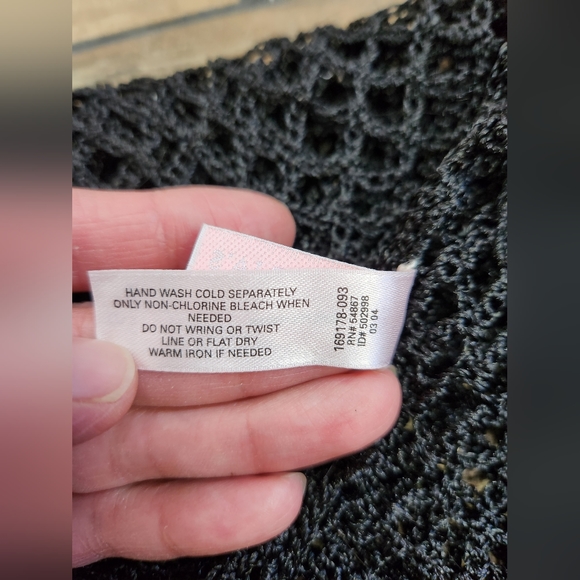 HAND WASH COLD SEPARATELY
ONLY NON-CHLORINE BLEACH WHEN
NEEDED
DO NOT WRING OR TWIST
LINE OR FLAT DRY
WARM IRON IF NEEDED
169178-093
RN# 54867
ID# 502998
03 04